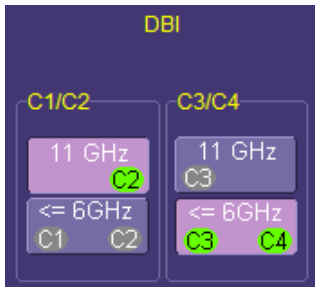 DBI
C1/C2
11 GHz
C2
<= 6GHz
C1 C2
C3/C4
11 GHz
C3
<= 6GHz
C3 C4